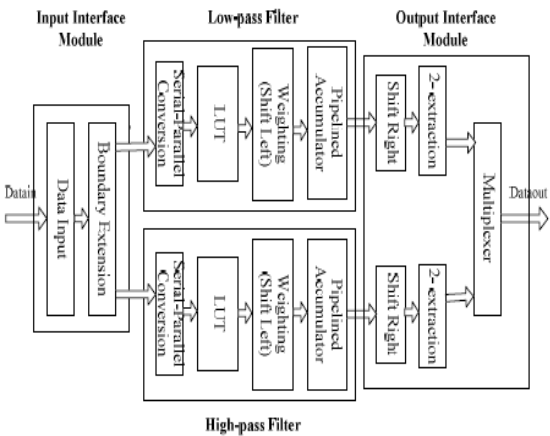 Input Interface
Module
Low-pass Filter
Output Interface
Module
Datain
Data Input
Boundary Extension
Serial-Parallel
Conversion
LUT
Weighting
(Shift Left)
Pipelined
Accumulator
Shift Right
2-extraction
Serial-Parallel
Conversion
LUT
Weighting
(Shift Left)
Pipelined
Accumulator
Shift Right
2-extraction
Multiplexer
Dataout
High-pass Filter